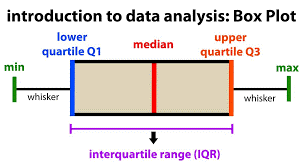 introduction to data analysis: Box Plot
lower
quartile Q1
median
upper
quartile Q3
min
max
whisker
whisker
interquartile range (IQR)